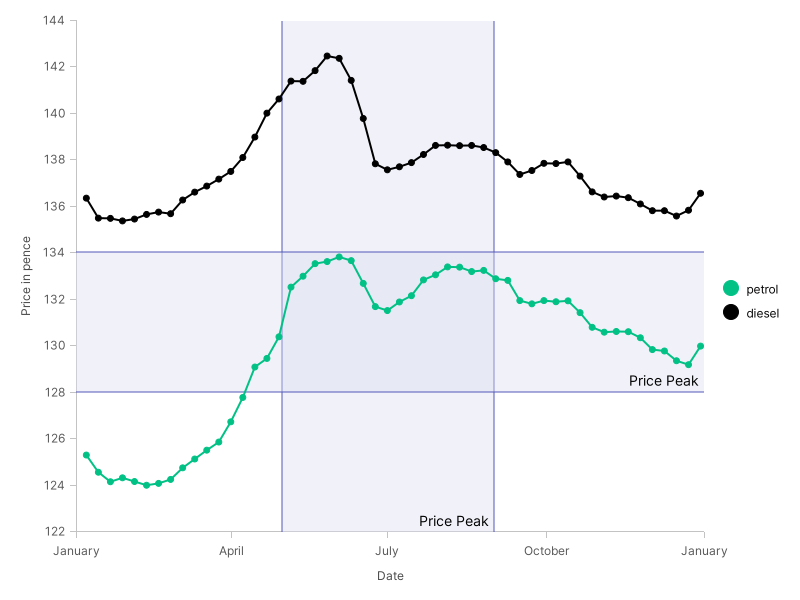 144
142
140
138
136
134
132
130
128
126
124
122
Price in pence
Price Peak
Price Peak
January
April
July
October
January
Date
petrol
diesel